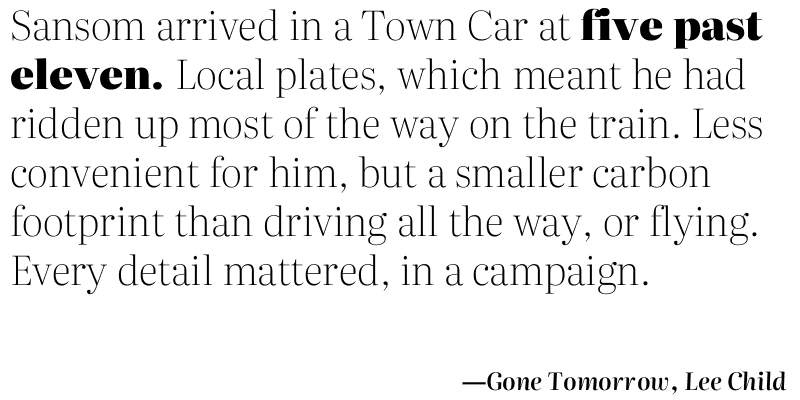 Sansom arrived in a Town Car at five past
eleven. Local plates, which meant he had
ridden up most of the way on the train. Less
convenient for him, but a smaller carbon
footprint than driving all the way, or flying.
Every detail mattered, in a campaign.
—Gone Tomorrow, Lee Child